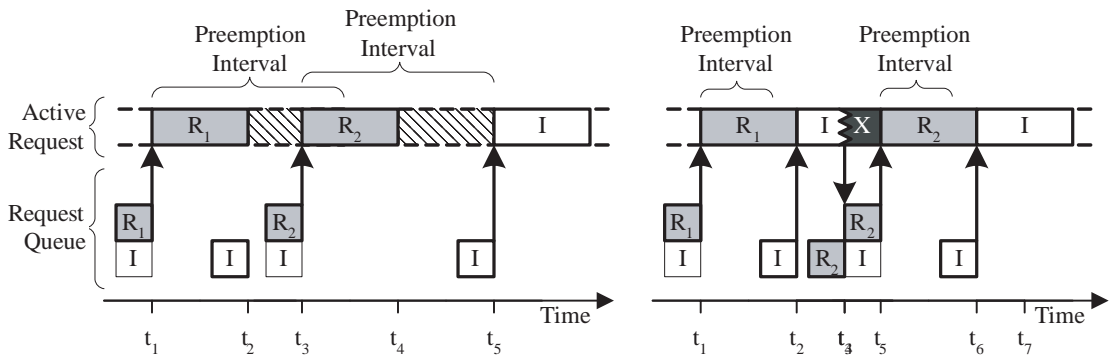 Preemption
Interval
Preemption
Interval
Active
Request
R1
R2
I
Request
Queue
R1
I
I
R2
I
I
Time
t1
t2
t3
t4
t5
Preemption
Interval
Preemption
Interval
R1
I
X
R2
I
R1
I
I
R2
R2
I
I
Time
t1
t2
t5
t6
t7